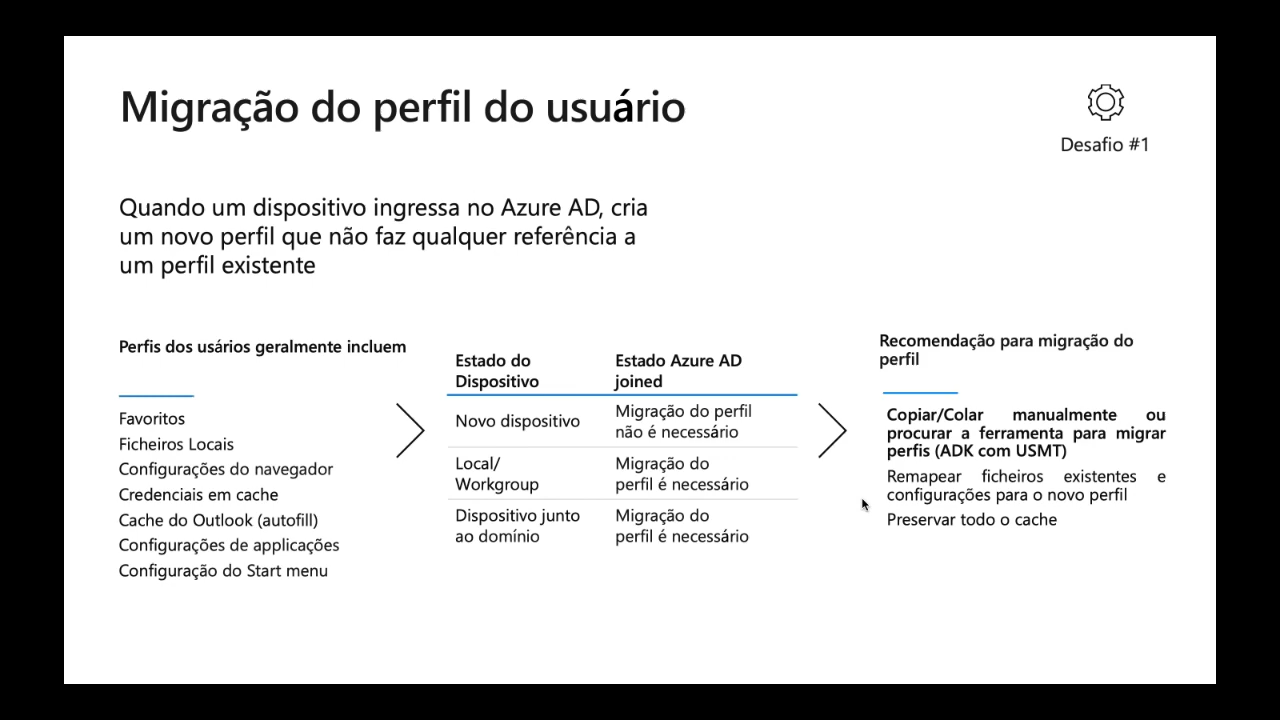 Migração do perfil do usuário
Desafio #1
Quando um dispositivo ingressa no Azure AD, cria
um novo perfil que não faz qualquer referência a
um perfil existente
Perfis dos usários geralmente incluem
Favoritos
Ficheiros Locais
Configurações do navegador
Credenciais em cache
Cache do Outlook (autofill)
Configurações de applicações
Configuração do Start menu
Estado do
Dispositivo
Estado Azure AD
joined
Novo dispositivo
Migração do perfil
não é necessário
Local/
Workgroup
Migração do
perfil é necessário
Dispositivo junto
ao domínio
Migração do
perfil é necessário
Recomendação para migração do
perfil
Copiar/Colar manualmente ou
procurar a ferramenta para migrar
perfis (ADK com USMT)
Remapear ficheiros existentes e
configurações para o novo perfil
Preservar todo o cache